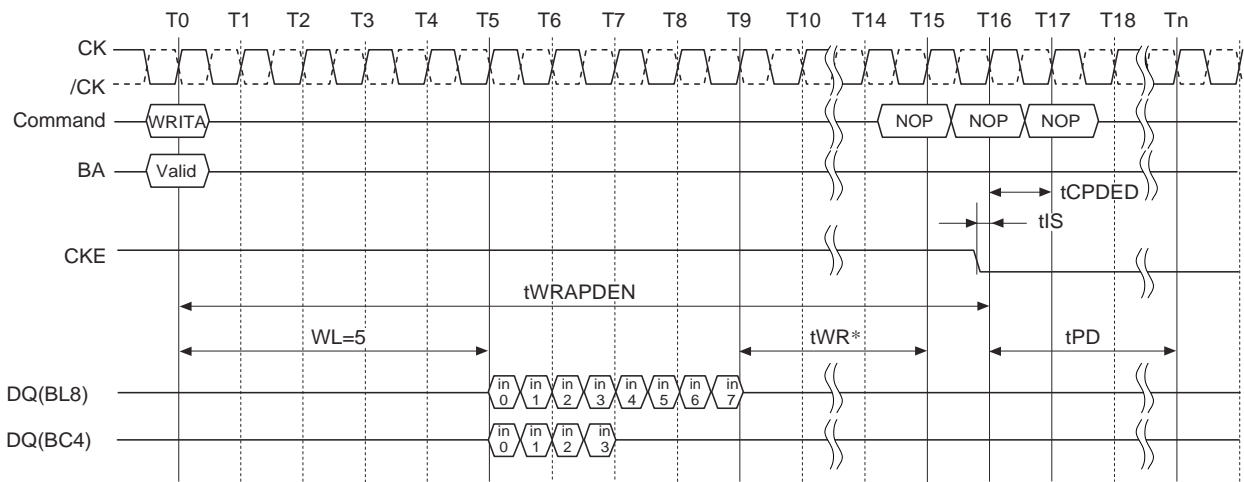 T0 T1 T2 T3 T4 T5 T6 T7 T8 T9 T10 T14 T15 T16 T17 T18 Tn
CK
/CK
Command WRITA NOP NOP NOP
BA Valid
tCPDED
tIS
CKE
tWRAPDEN
WL=5 tWR* tPD
DQ(BL8) in 0 in 1 in 2 in 3 in 4 in 5 in 6 in 7
DQ(BC4) in 0 in 1 in 2 in 3